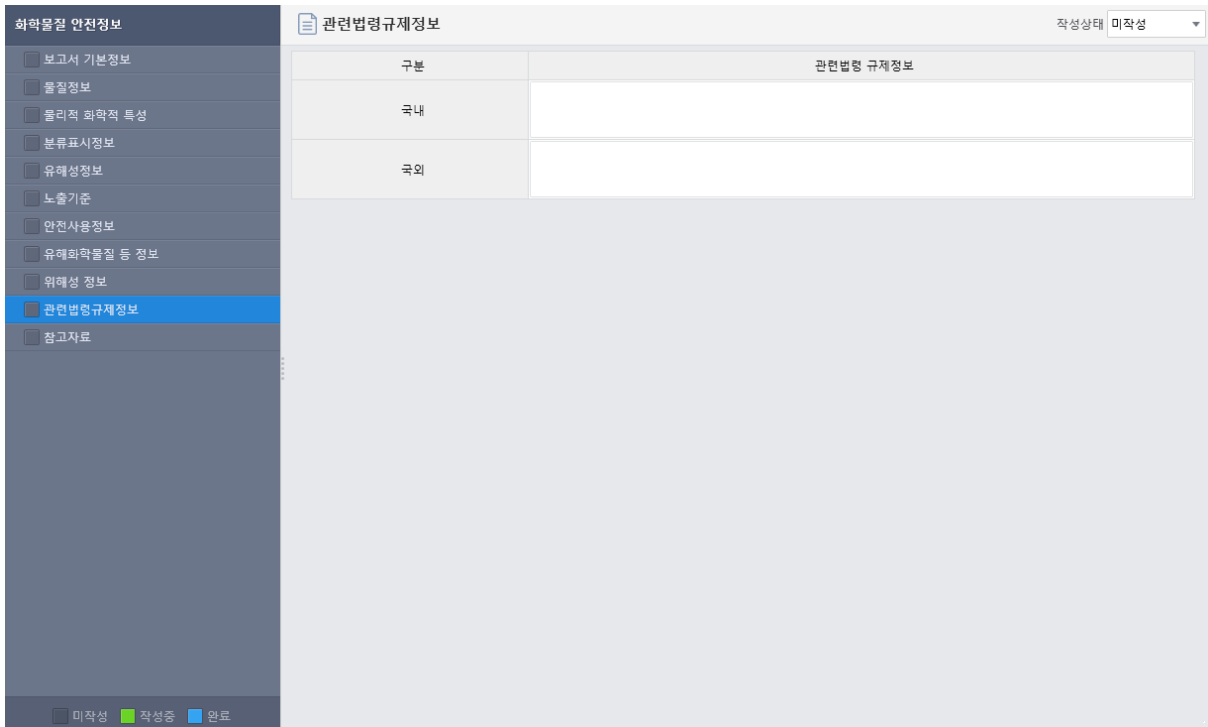 화학물질 안전정보
보고서 기본정보
물질정보
물리적 화학적 특성
분류표시정보
유해성정보
노출기준
안전사용정보
유해화학물질 등 정보
위해성 정보
관련법령규제정보
참고자료
미작성 작성중 완료
관련법령규제정보
작성상태 미작성
구분 관련법령 규제정보
국내
국외